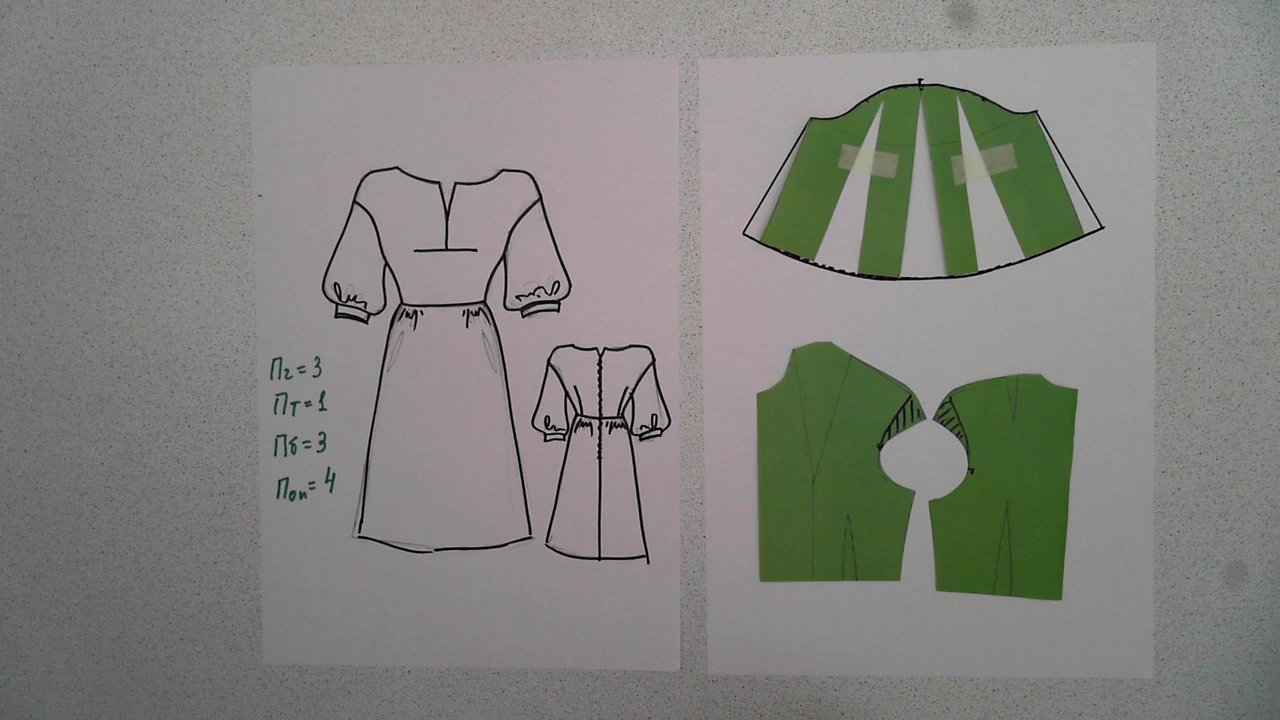 Пг = 3
Пт = 1
Пб = 3
Поп = 4